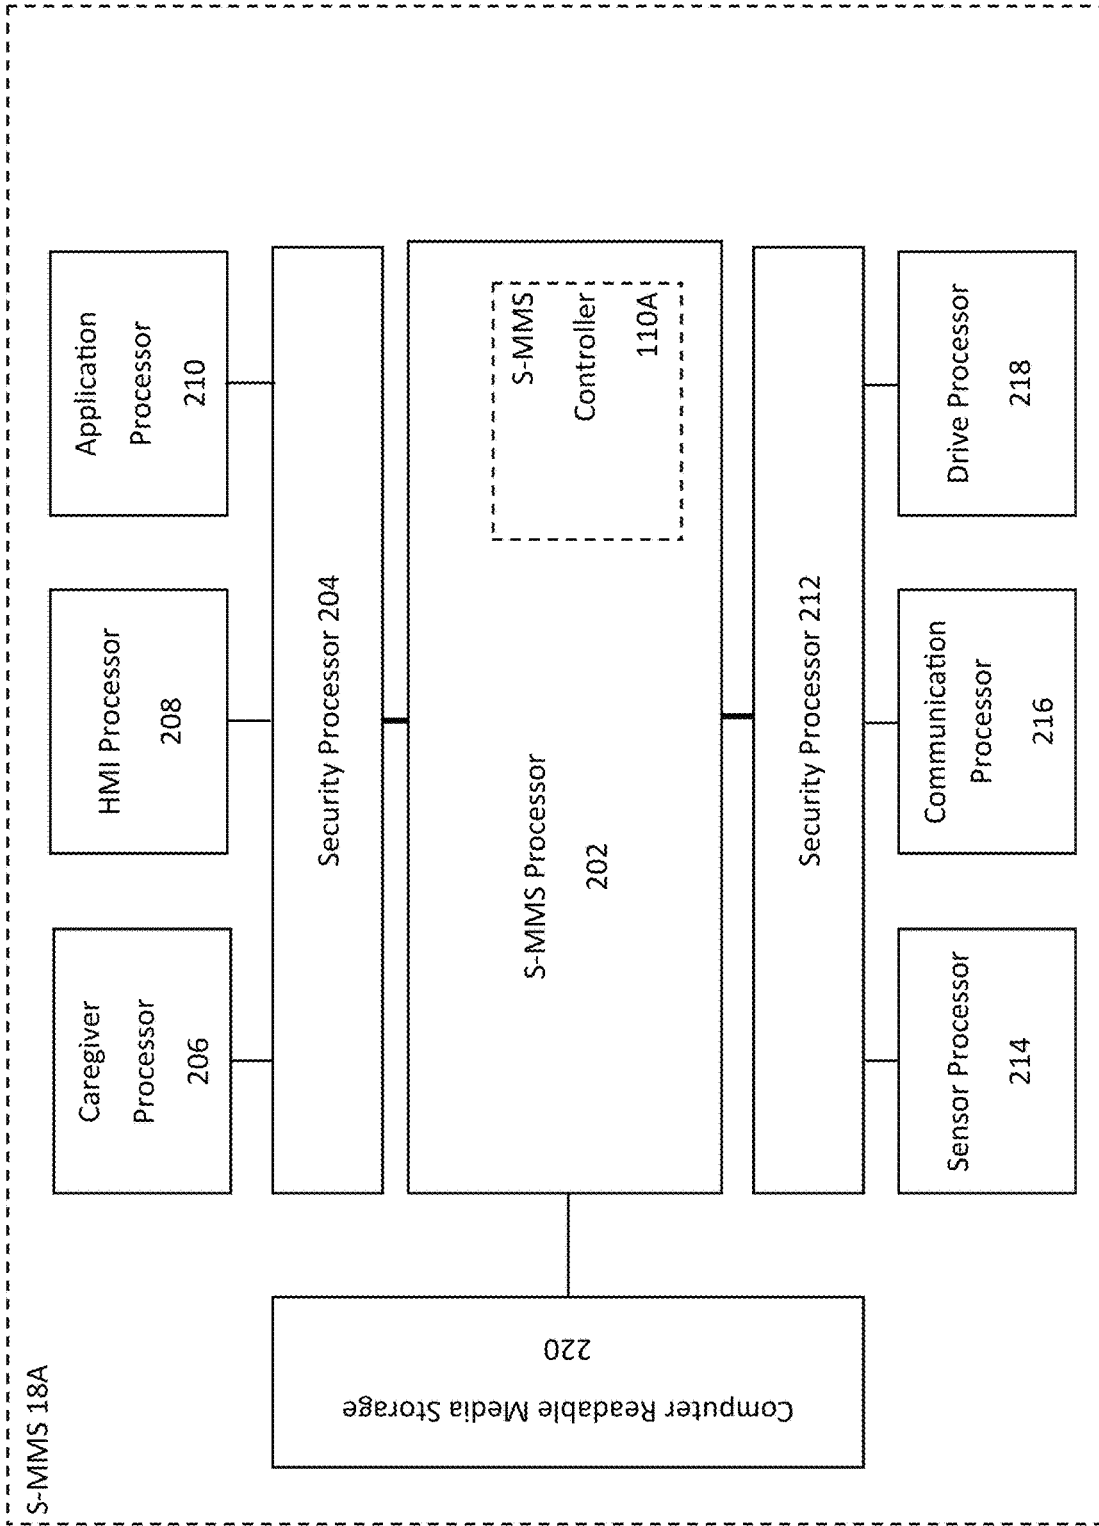 S-MMS 18A
Caregiver
Processor
206
HMI Processor
208
Application
Processor
210
Security Processor 204
S-MMS Processor
202
S-MMS
Controller
110A
Security Processor 212
Sensor Processor
214
Communication
Processor
216
Drive Processor
218
Computer Readable Media Storage
220